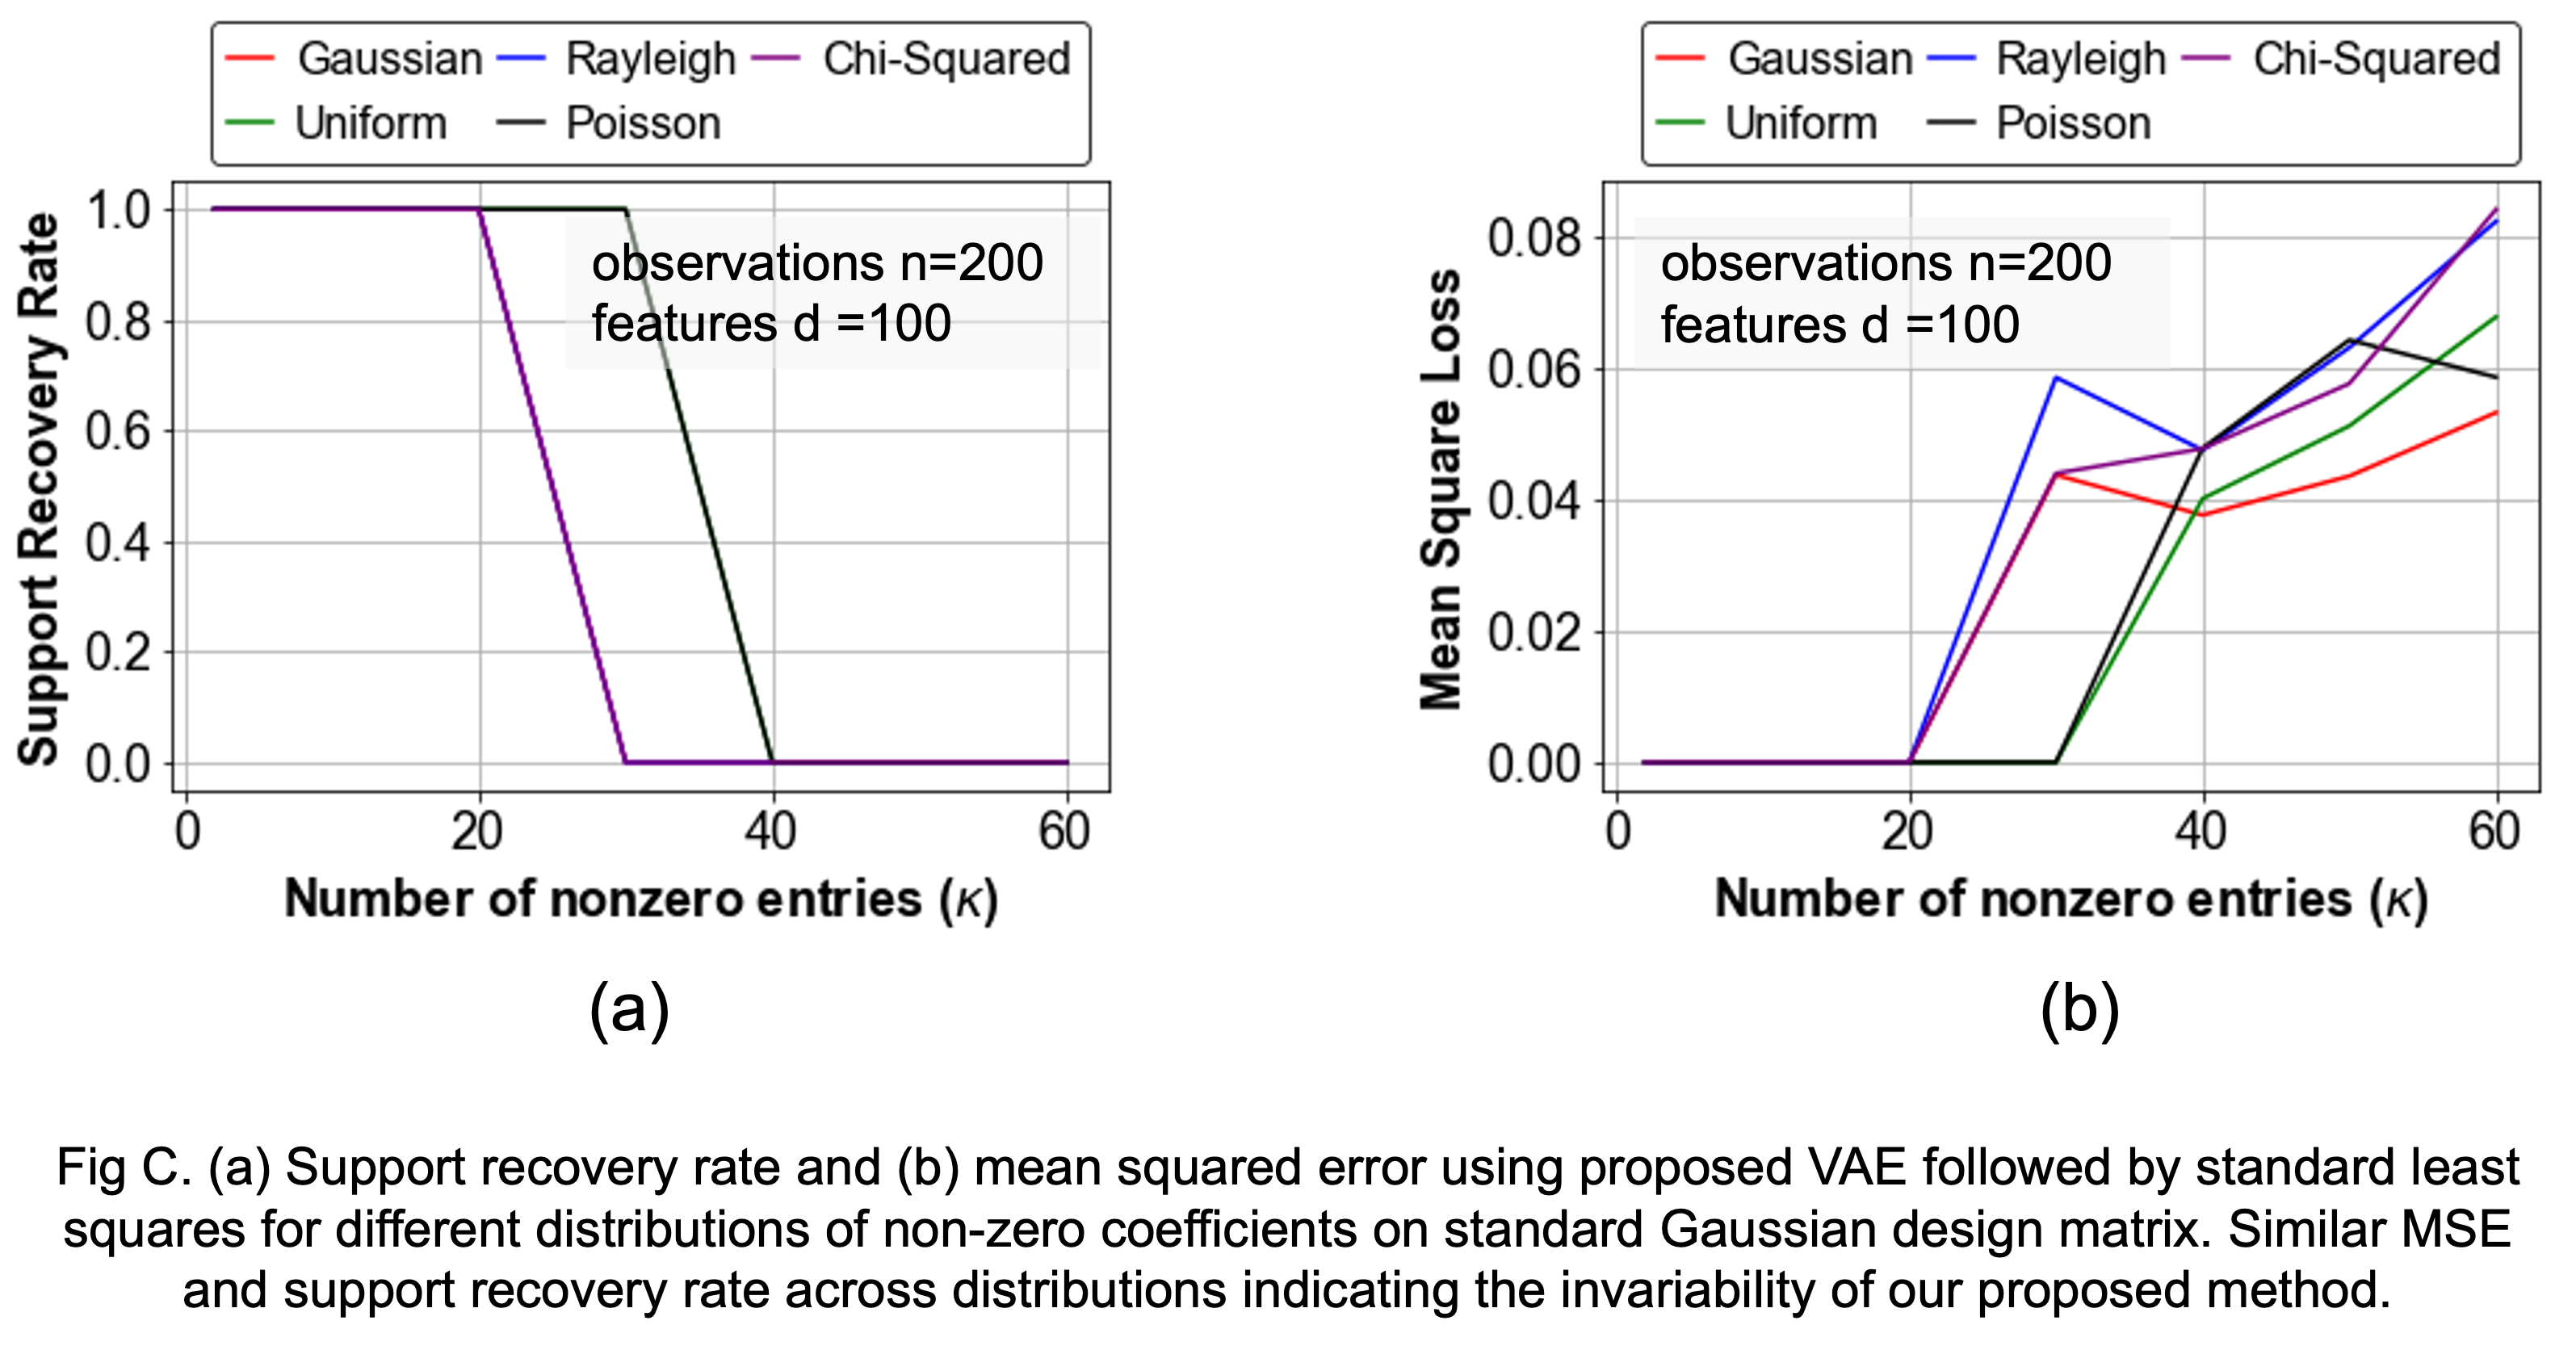 Gaussian Rayleigh Chi-Squared
Uniform Poisson
Support Recovery Rate
1.0
0.8
0.6
0.4
0.2
0.0
observations n=200
features d =100
0 20 40 60
Number of nonzero entries (κ)
(a)
Gaussian Rayleigh Chi-Squared
Uniform Poisson
Mean Square Loss
0.08
0.06
0.04
0.02
0.00
observations n=200
features d =100
0 20 40 60
Number of nonzero entries (κ)
(b)
Fig C. (a) Support recovery rate and (b) mean squared error using proposed VAE followed by standard least
squares for different distributions of non-zero coefficients on standard Gaussian design matrix. Similar MSE
and support recovery rate across distributions indicating the invariability of our proposed method.